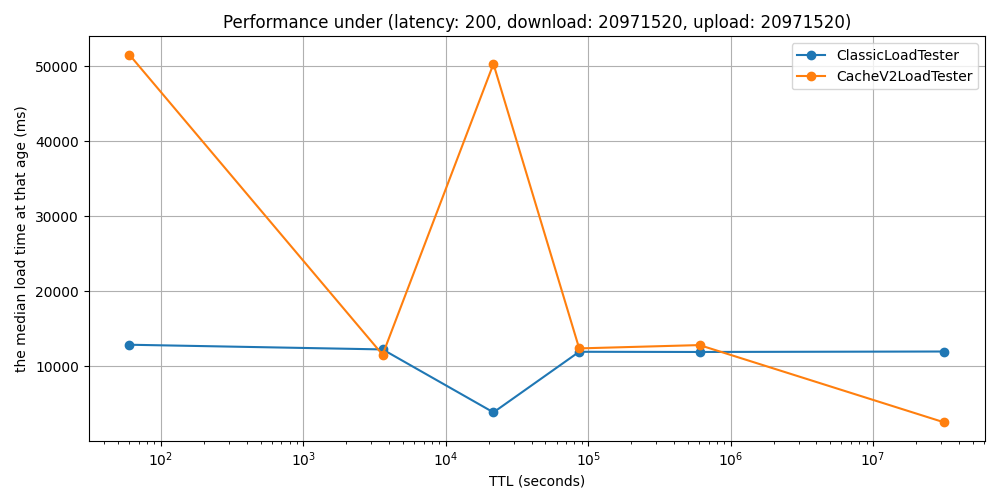 Performance under (latency: 200, download: 20971520, upload: 20971520)
ClassicLoadTester
CacheV2LoadTester
the median load time at that age (ms)
50000
40000
30000
20000
10000
10²
10³
10⁴
10⁵
10⁶
10⁷
TTL (seconds)